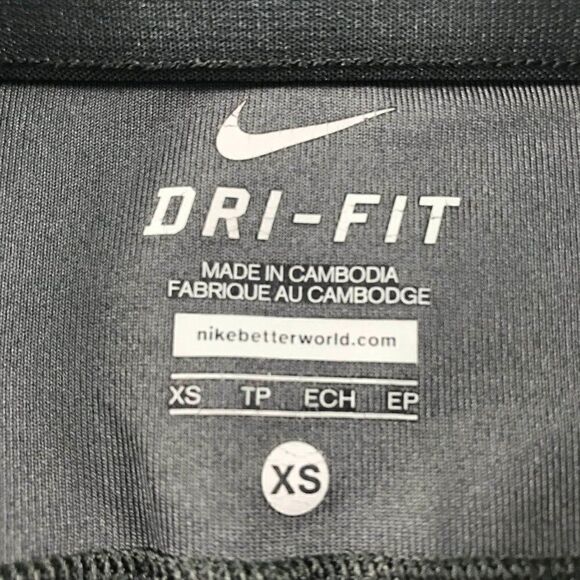 DRI-FIT
MADE IN CAMBODIA
FABRIQUE AU CAMBODGE
nikebetterworld.com
XS TP ECH EP
XS